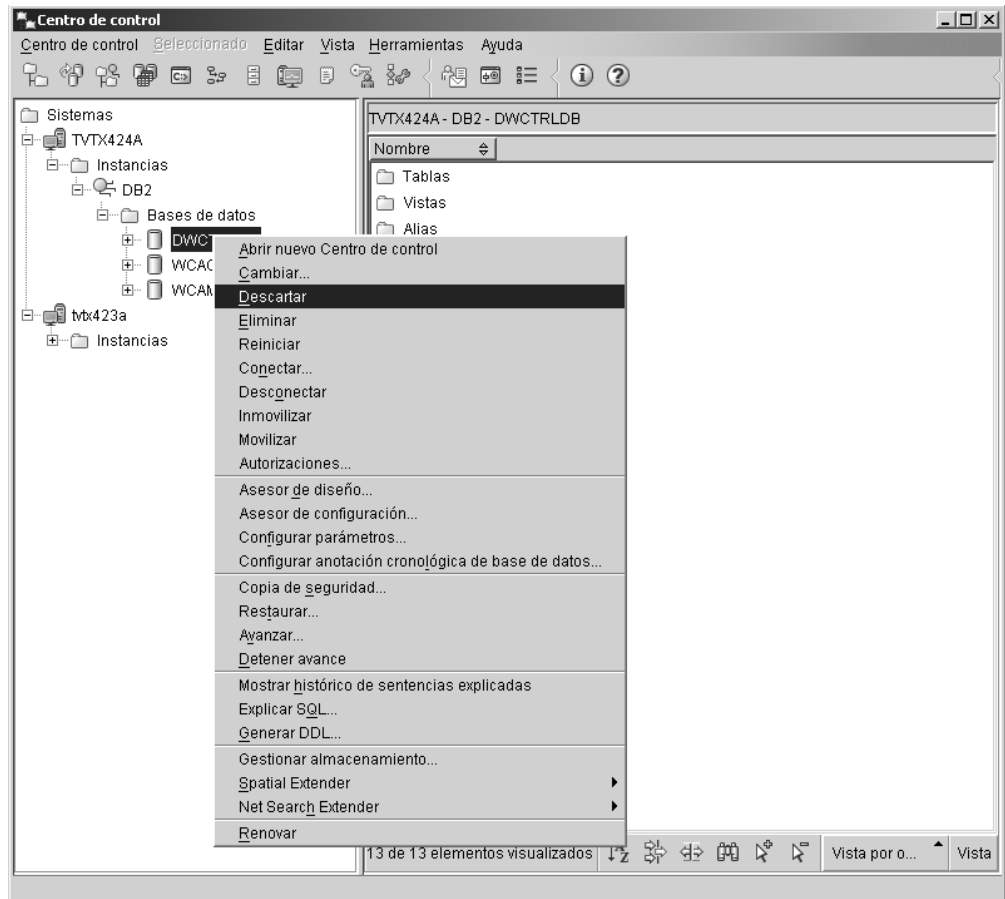 Centro de control
Centro de control Seleccionado Editar Vista Herramientas Ayuda
Sistemas
TVTX424A
Instancias
DB2
Bases de datos
DWCT
WCAC
WCAM
tvtx423a
Instancias
TVTX424A - DB2 - DWCTRLDB
Nombre
Tablas
Vistas
Alias
Abrir nuevo Centro de control
Cambiar...
Descartar
Eliminar
Reiniciar
Conectar...
Desconectar
Inmovilizar
Movilizar
Autorizaciones...
Asesor de diseño...
Asesor de configuración...
Configurar parámetros...
Configurar anotación cronológica de base de datos...
Copia de seguridad...
Restaurar...
Avanzar...
Detener avance
Mostrar histórico de sentencias explicadas
Explicar SQL...
Generar DDL...
Gestionar almacenamiento...
Spatial Extender
Net Search Extender
Renovar
13 de 13 elementos visualizados Vista por o... Vista